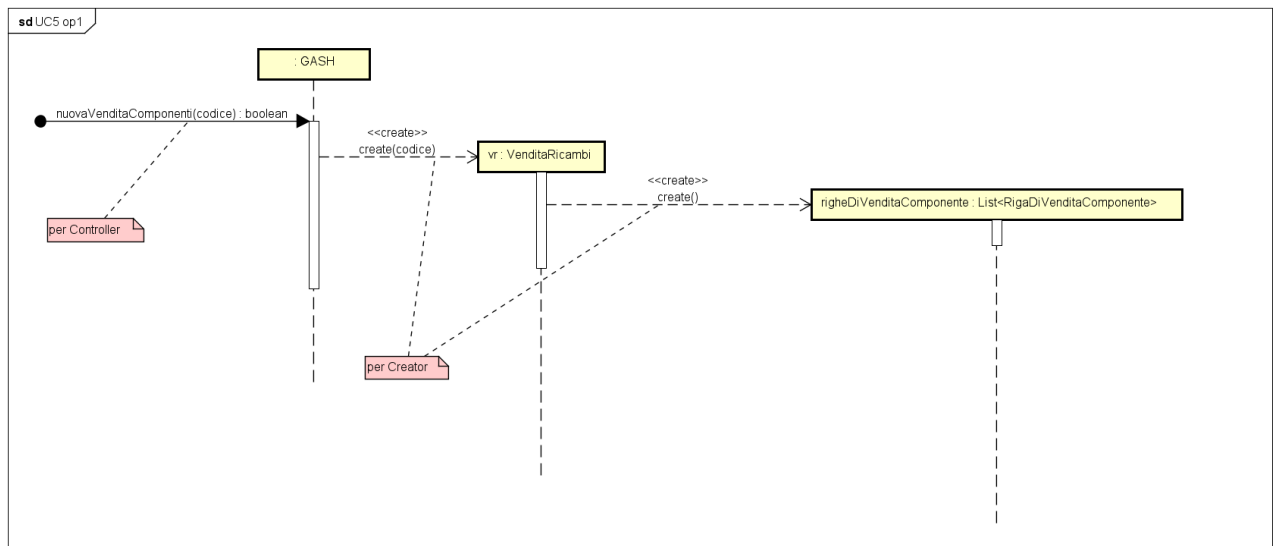 sd UC5 op1
: GASH
nuovaVenditaComponenti(codice) : boolean
<<create>>
create(codice)
vr : VenditaRicambi
<<create>>
create()
righeDiVenditaComponente : List<RigaDiVenditaComponente>
per Controller
per Creator